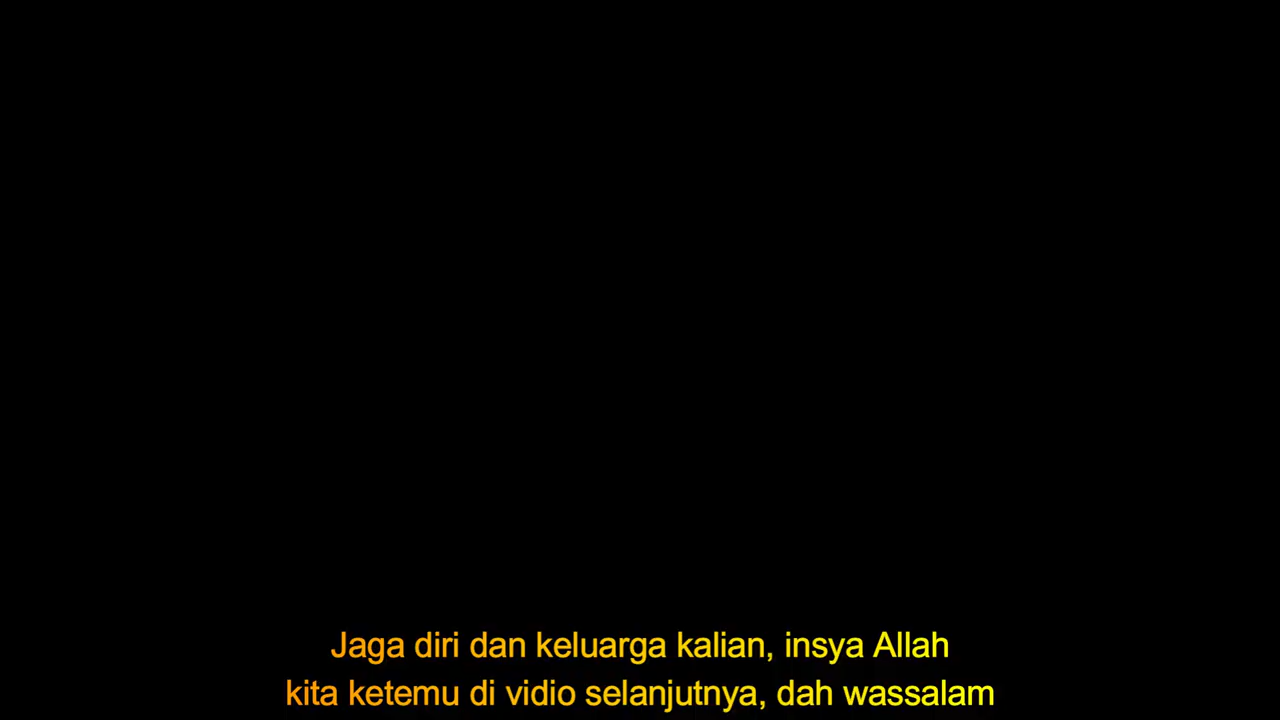 Jaga diri dan keluarga kalian, insya Allah
kita ketemu di vidio selanjutnya, dah wassalam